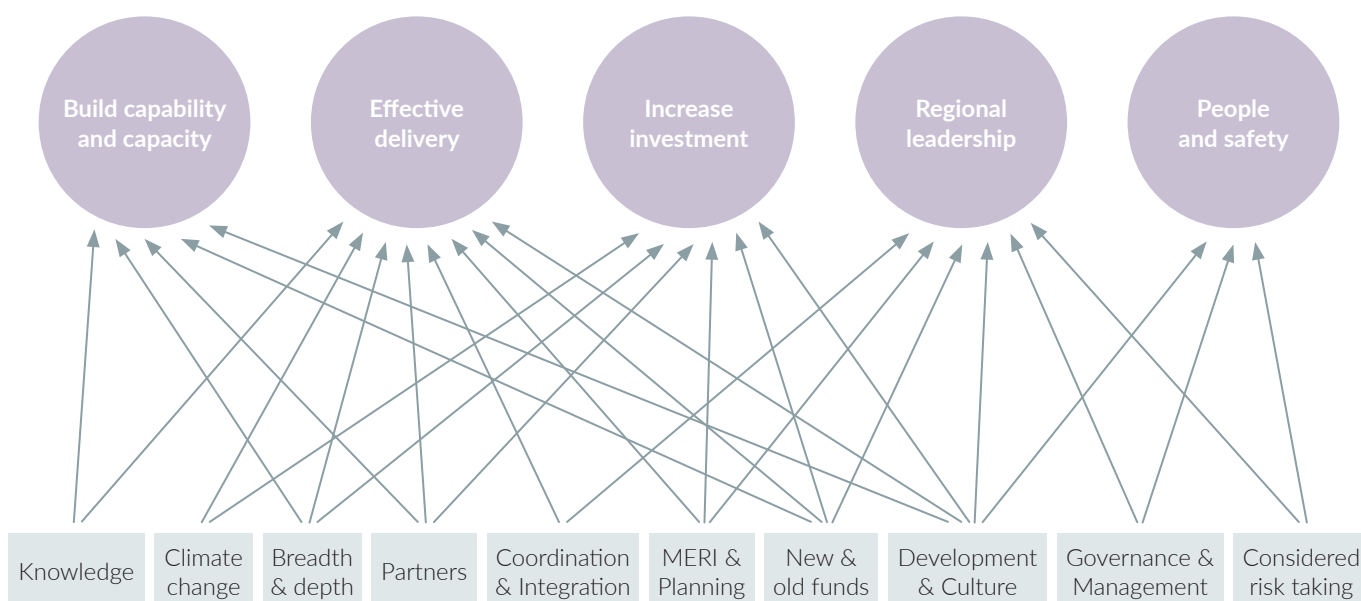 Build capability
and capacity
Effective
delivery
Increase
investment
Regional
leadership
People
and safety
Knowledge
Climate
change
Breadth
& depth
Partners
Coordination
& Integration
MERI &
Planning
New &
old funds
Development
& Culture
Governance &
Management
Considered
risk taking